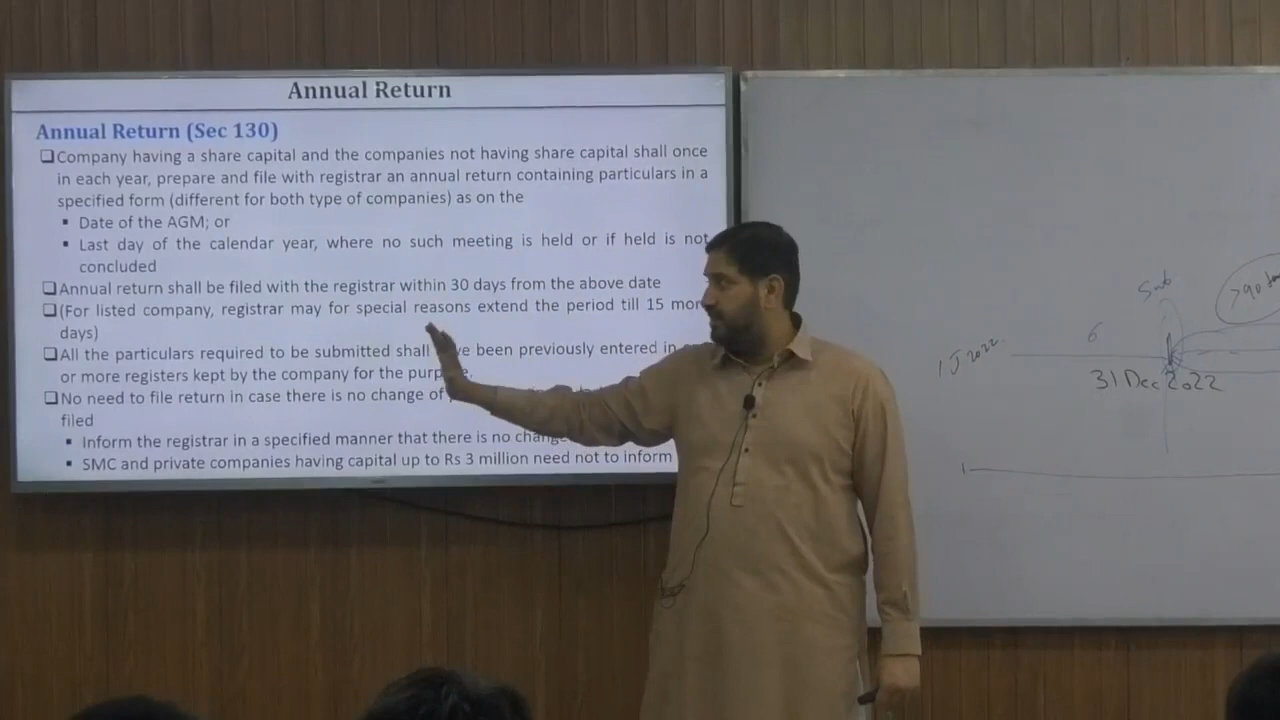 Annual Return
Annual Return (Sec 130)
❑Company having a share capital and the companies not having share capital shall once
in each year, prepare and file with registrar an annual return containing particulars in a
specified form (different for both type of companies) as on the
▪ Date of the AGM; or
▪ Last day of the calendar year, where no such meeting is held or if held is not
concluded
❑Annual return shall be filed with the registrar within 30 days from the above date
❑(For listed company, registrar may for special reasons extend the period till 15 more
days)
❑All the particulars required to be submitted shall have been previously entered in
or more registers kept by the company for the purpose.
❑No need to file return in case there is no change of
filed
▪ Inform the registrar in a specified manner that there is no change
▪ SMC and private companies having capital up to Rs 3 million need not to inform
>90
6
1 J 2022
31 Dec 2022